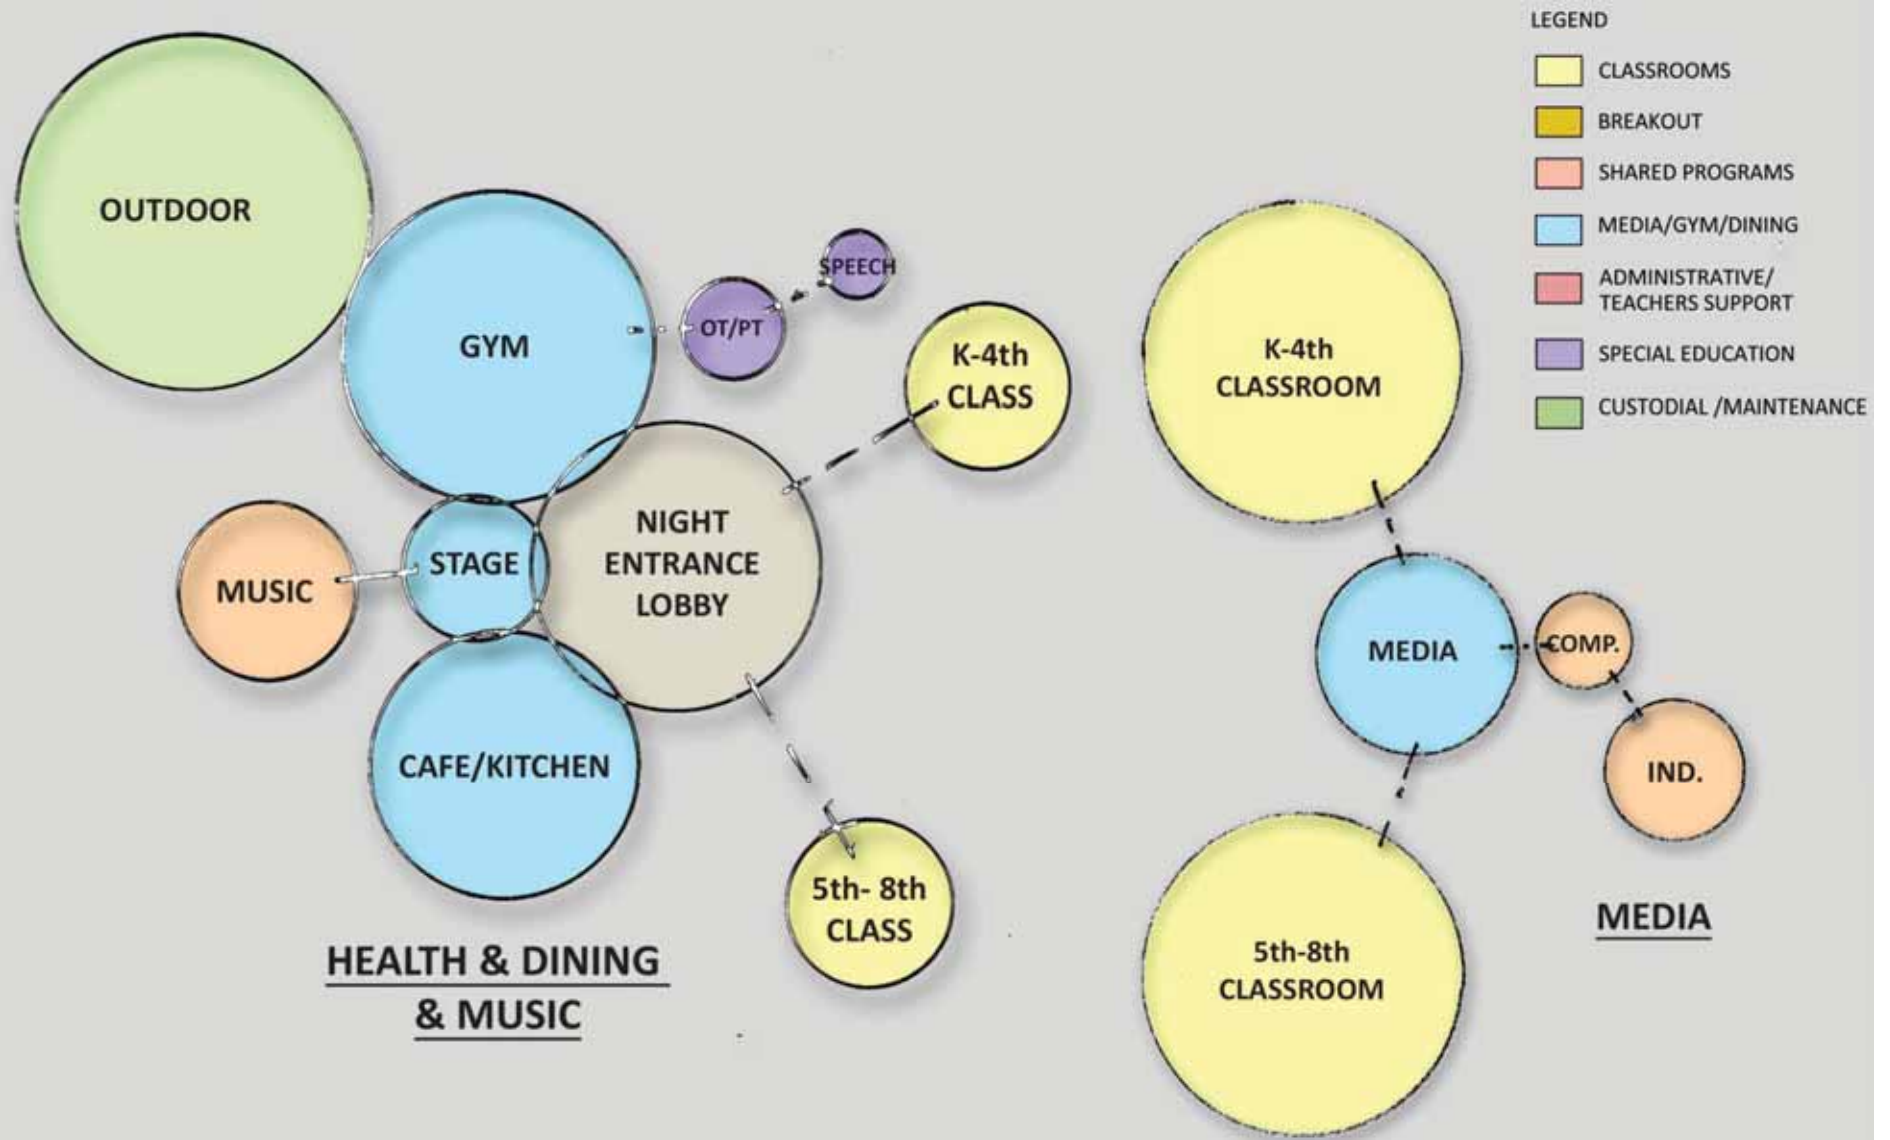 OUTDOOR
GYM
OT/PT
SPEECH
K-4th
CLASS
NIGHT
ENTRANCE
LOBBY
STAGE
MUSIC
CAFE/KITCHEN
5th- 8th
CLASS
HEALTH & DINING
& MUSIC
K-4th
CLASSROOM
MEDIA
COMP.
IND.
5th-8th
CLASSROOM
MEDIA
LEGEND
CLASSROOMS
BREAKOUT
SHARED PROGRAMS
MEDIA/GYM/DINING
ADMINISTRATIVE/
TEACHERS SUPPORT
SPECIAL EDUCATION
CUSTODIAL /MAINTENANCE